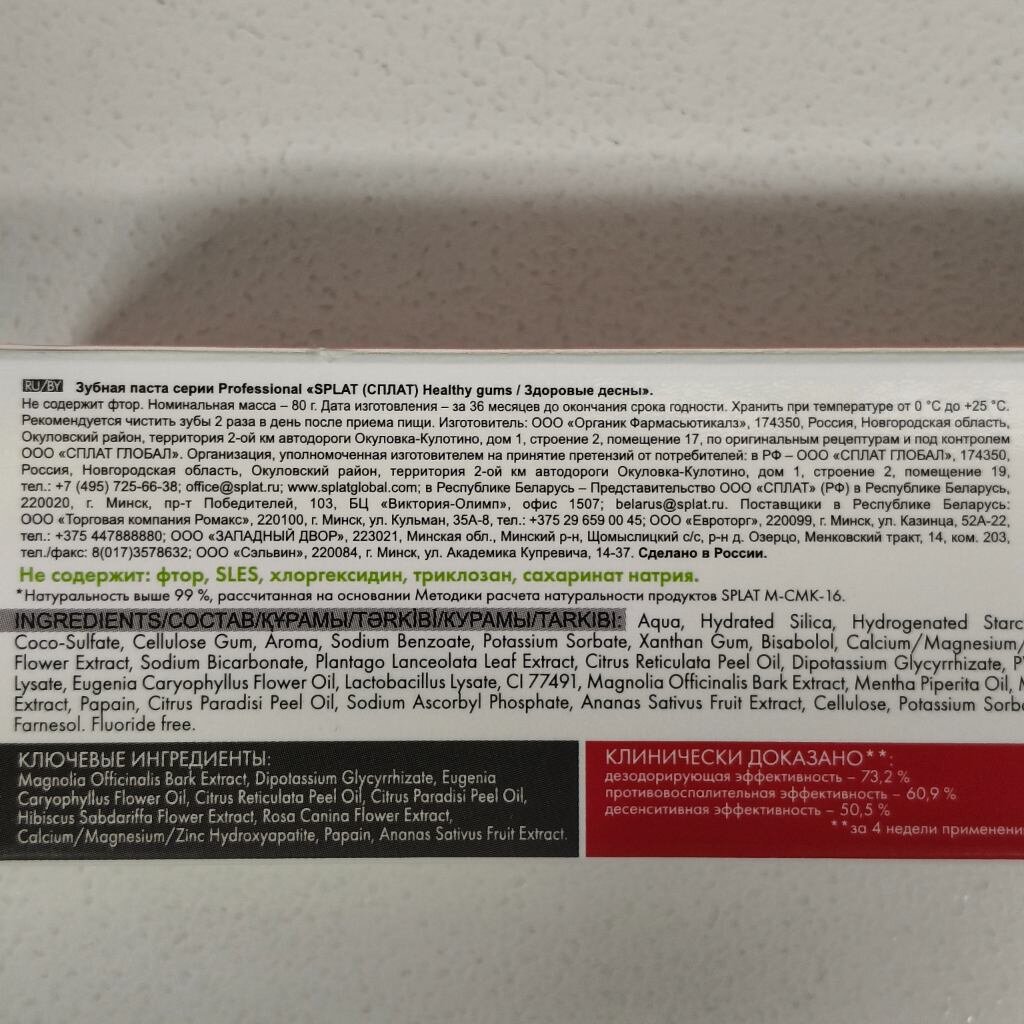 RU/BY Зубная паста серии Professional «SPLAT (СПЛАТ) Healthy gums / Здоровые десны».
Не содержит фтор. Номинальная масса – 80 г. Дата изготовления – за 36 месяцев до окончания срока годности. Хранить при температуре от 0 °С до +25 °С.
Рекомендуется чистить зубы 2 раза в день после приема пищи. Изготовитель: ООО «Органик Фармасьютикалз», 174350, Россия, Новгородская область,
Окуловский район, территория 2-ой км автодороги Окуловка-Кулотино, дом 1, строение 2, помещение 17, по оригинальным рецептурам и под контролем
ООО «СПЛАТ ГЛОБАЛ». Организация, уполномоченная изготовителем на принятие претензий от потребителей: в РФ – ООО «СПЛАТ ГЛОБАЛ», 174350,
Россия, Новгородская область, Окуловский район, территория 2-ой км автодороги Окуловка-Кулотино, дом 1, строение 2, помещение 19,
тел.: +7 (495) 725-66-38; office@splat.ru; www.splatglobal.com; в Республике Беларусь – Представительство ООО «СПЛАТ» (РФ) в Республике Беларусь,
220020, г. Минск, пр-т Победителей, 103, БЦ «Виктория-Олимп», офис 1507; belarus@splat.ru. Поставщики в Республике Беларусь:
ООО «Торговая компания Ромакс», 220100, г. Минск, ул. Кульман, 35А-8, тел.: +375 29 659 00 45; ООО «Евроторг», 220099, г. Минск, ул. Казинца, 52А-22,
тел.: +375 447888880; ООО «ЗАПАДНЫЙ ДВОР», 223021, Минская обл., Минский р-н, Щомыслицкий с/с, р-н д. Озерцо, Менковский тракт, 14, ком. 203,
тел./факс: 8(017)3578632; ООО «Сэльвин», 220084, г. Минск, ул. Академика Купревича, 14-37. Сделано в России.
Не содержит: фтор, SLES, хлоргексидин, триклозан, сахаринат натрия.
*Натуральность выше 99 %, рассчитанная на основании Методики расчета натуральности продуктов SPLAT М-СМК-16.
INGREDIENTS/СОСТАВ/ҚҰРАМЫ/TƏRKİBİ/КУРАМЫ/TARKIBI: Aqua, Hydrated Silica, Hydrogenated Starc
Coco-Sulfate, Cellulose Gum, Aroma, Sodium Benzoate, Potassium Sorbate, Xanthan Gum, Bisabolol, Calcium/Magnesium/
Flower Extract, Sodium Bicarbonate, Plantago Lanceolata Leaf Extract, Citrus Reticulata Peel Oil, Dipotassium Glycyrrhizate,
Lysate, Eugenia Caryophyllus Flower Oil, Lactobacillus Lysate, CI 77491, Magnolia Officinalis Bark Extract, Mentha Piperita Oil,
Extract, Papain, Citrus Paradisi Peel Oil, Sodium Ascorbyl Phosphate, Ananas Sativus Fruit Extract, Cellulose, Potassium Sorb
Farnesol. Fluoride free.
КЛЮЧЕВЫЕ ИНГРЕДИЕНТЫ:
Magnolia Officinalis Bark Extract, Dipotassium Glycyrrhizate, Eugenia
Caryophyllus Flower Oil, Citrus Reticulata Peel Oil, Citrus Paradisi Peel Oil,
Hibiscus Sabdariffa Flower Extract, Rosa Canina Flower Extract,
Calcium/Magnesium/Zinc Hydroxyapatite, Papain, Ananas Sativus Fruit Extract.
КЛИНИЧЕСКИ ДОКАЗАНО**:
дезодорирующая эффективность – 73,2 %
противовоспалительная эффективность – 60,9 %
десенситивная эффективность – 50,5 %
**за 4 недели применени